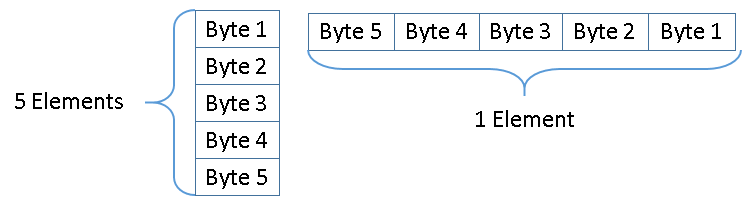 5 Elements
Byte 1
Byte 2
Byte 3
Byte 4
Byte 5
Byte 5 Byte 4 Byte 3 Byte 2 Byte 1
1 Element